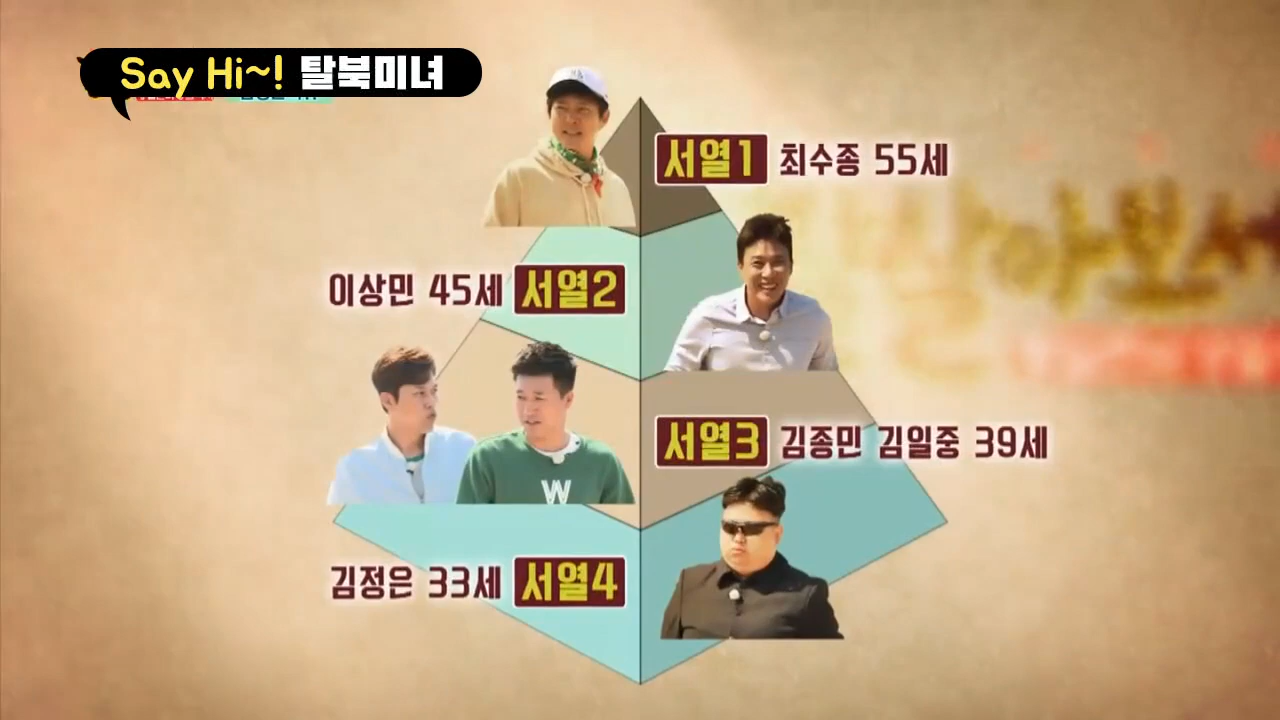 Say Hi~! 탈북미녀
서열1 최수종 55세
이상민 45세 서열2
서열3 김종민 김일중 39세
W
김정은 33세 서열4